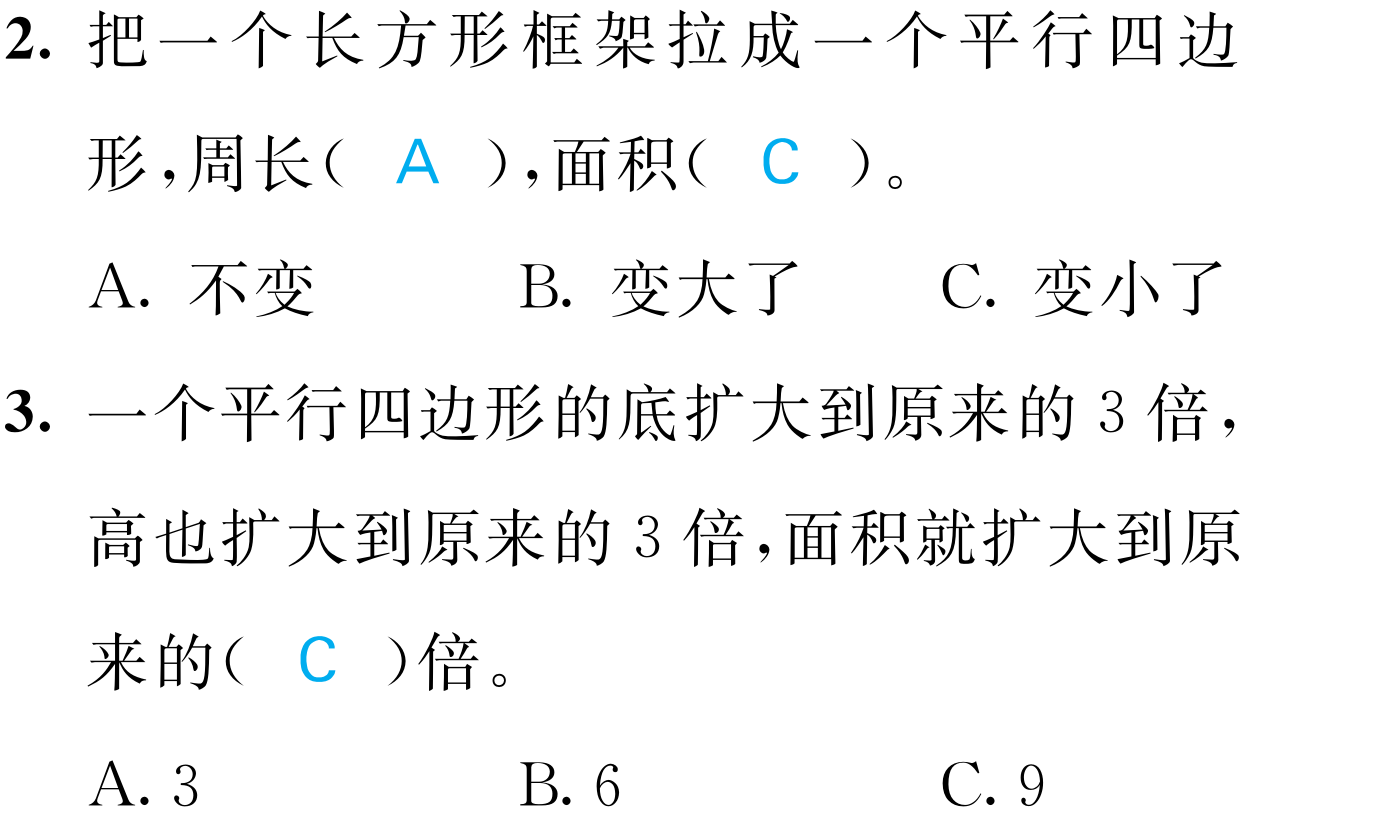 2. 把一个长方形框架拉成一个平行四边
形,周长( A ),面积( C )。
A. 不变 B. 变大了 C. 变小了
3. 一个平行四边形的底扩大到原来的 3 倍,
高也扩大到原来的 3 倍,面积就扩大到原
来的( C )倍。
A. 3 B. 6 C. 9